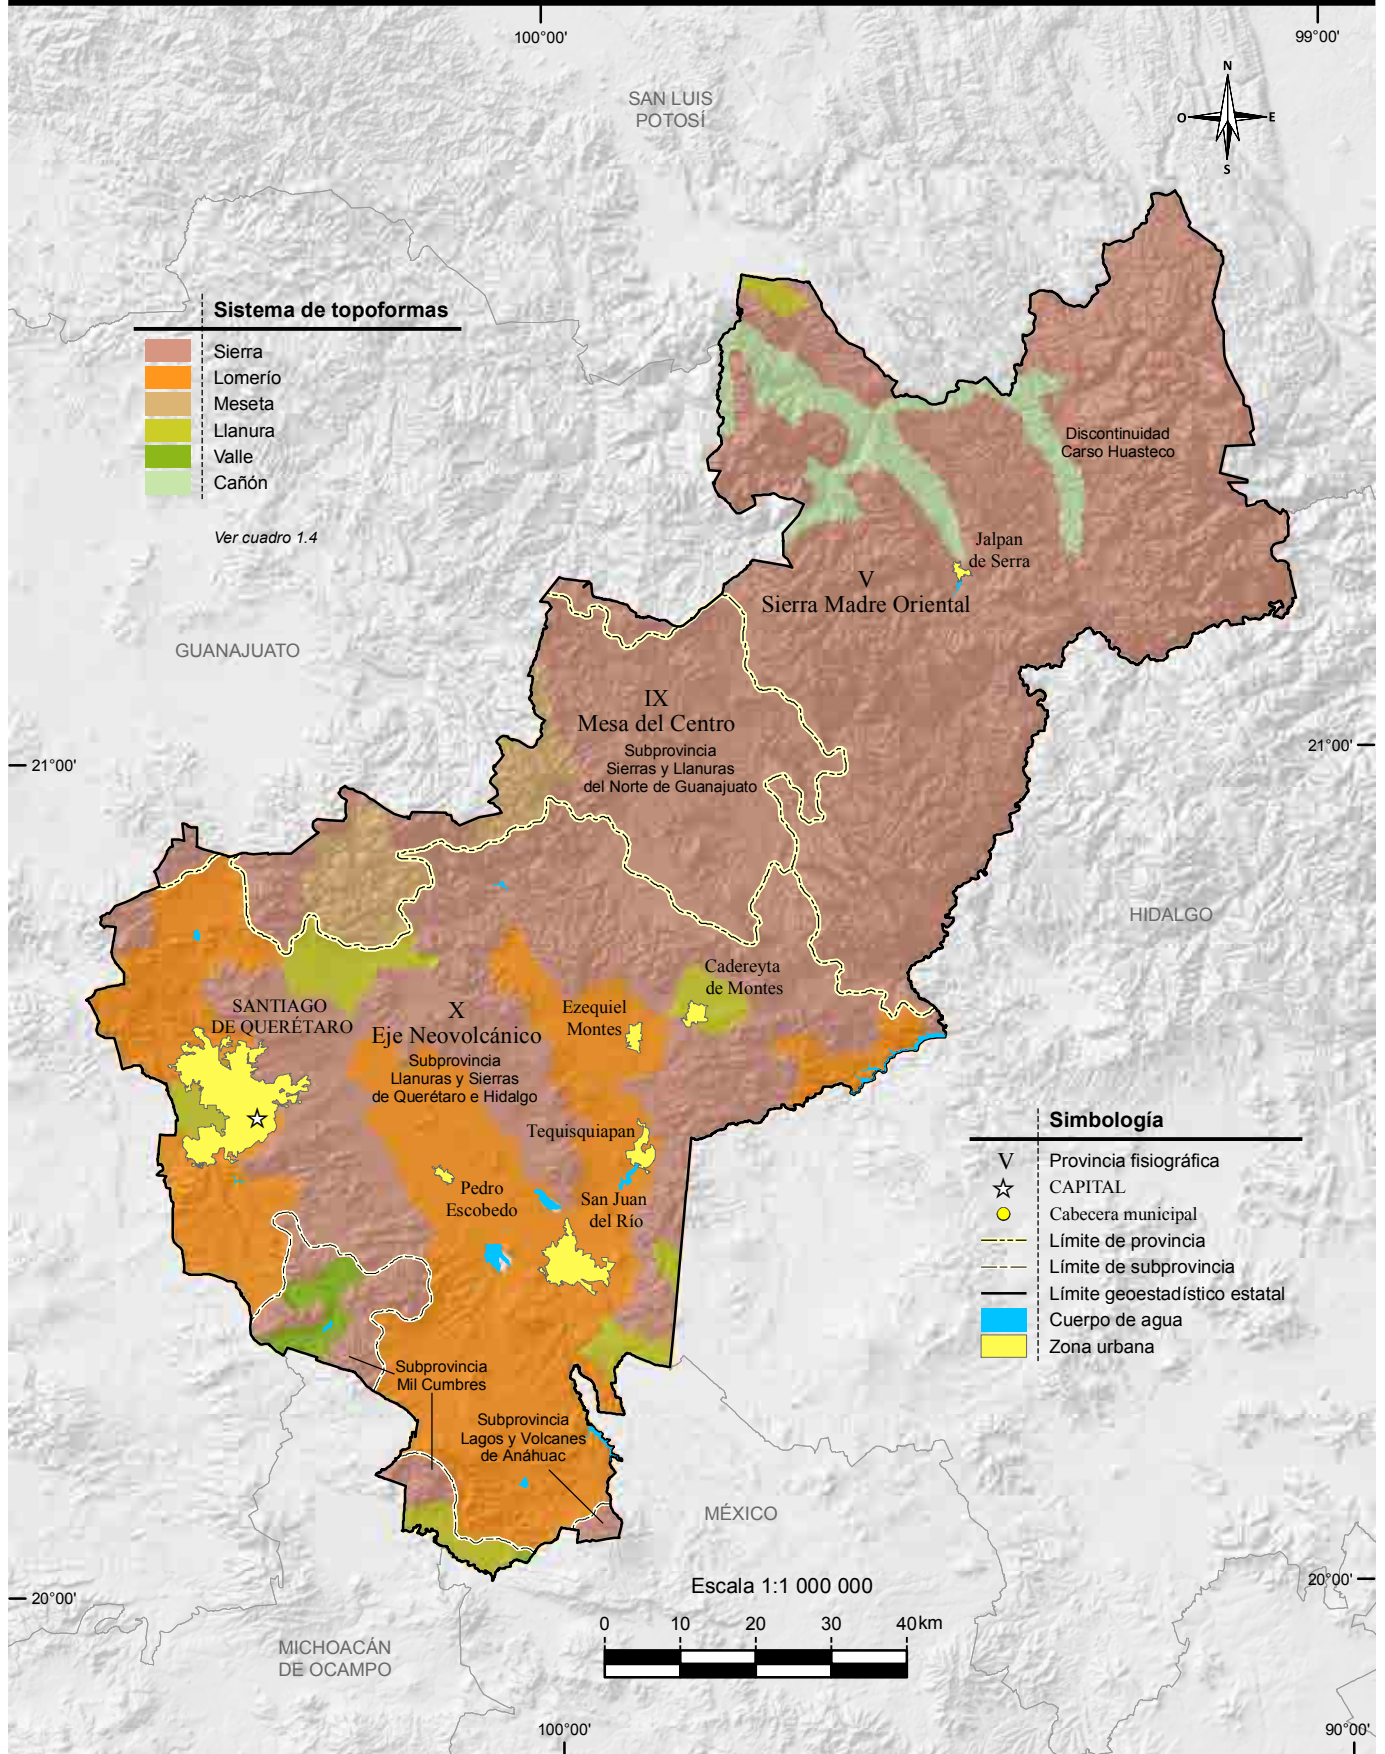 100°00'
99°00'
N
O
E
S
SAN LUIS
POTOSÍ
Sistema de topoformas
Sierra
Lomerío
Meseta
Llanura
Valle
Cañón
Ver cuadro 1.4
Discontinuidad
Carso Huasteco
Jalpan
de Serra
V
Sierra Madre Oriental
GUANAJUATO
IX
Mesa del Centro
Subprovincia
Sierras y Llanuras
del Norte de Guanajuato
21°00'
21°00'
HIDALGO
Cadereyta
de Montes
SANTIAGO
DE QUERÉTARO
X
Eje Neovolcánico
Subprovincia
Llanuras y Sierras
de Querétaro e Hidalgo
Ezequiel
Montes
Tequisquiapan
Pedro
Escobedo
San Juan
del Río
Simbología
V
Provincia fisiográfica
CAPITAL
Cabecera municipal
Límite de provincia
Límite de subprovincia
Límite geoestadístico estatal
Cuerpo de agua
Zona urbana
Subprovincia
Mil Cumbres
Subprovincia
Lagos y Volcanes
de Anáhuac
MÉXICO
Escala 1:1 000 000
0 10 20 30 40 km
20°00'
20°00'
MICHOACÁN
DE OCAMPO
100°00'
90°00'